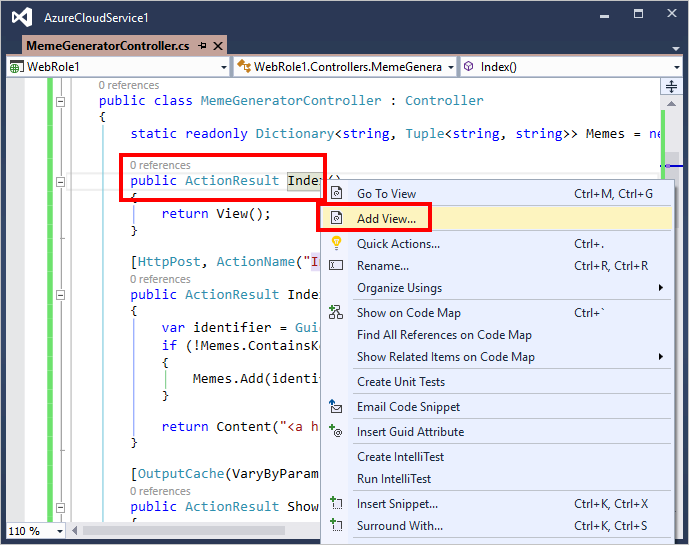 AzureCloudService1
MemeGeneratorController.cs
WebRole1
WebRole1.Controllers.MemeGenera
Index()
0 references
public class MemeGeneratorController : Controller
{
static readonly Dictionary<string, Tuple<string, string>> Memes = ne
0 references
public ActionResult Index()
{
return View();
}
[HttpPost, ActionName("I
0 references
public ActionResult Index
{
var identifier = Guid
if (!Memes.ContainsKe
{
Memes.Add(identi
}
return Content("<a h
}
[OutputCache(VaryByParam
0 references
public ActionResult Show
{
110 %
Go To View Ctrl+M, Ctrl+G
Add View...
Quick Actions... Ctrl+.
Rename... Ctrl+R, Ctrl+R
Organize Usings
Show on Code Map Ctrl+`
Find All References on Code Map
Show Related Items on Code Map
Create Unit Tests
Email Code Snippet
Insert Guid Attribute
Create IntelliTest
Run IntelliTest
Insert Snippet... Ctrl+K, Ctrl+X
Surround With... Ctrl+K, Ctrl+S